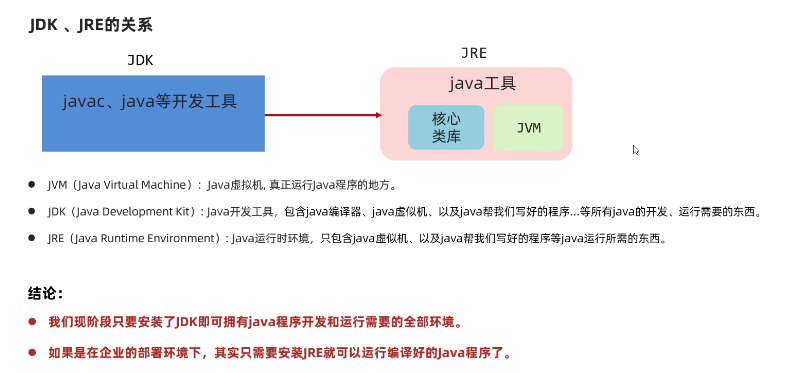 JDK 、JRE的关系
JDK
JRE
javac、java等开发工具
java工具
核心
类库
JVM
● JVM（Java Virtual Machine）：Java虚拟机, 真正运行Java程序的地方。
● JDK（Java Development Kit）: Java开发工具，包含java编译器、java虚似机、以及java帮我们写好的程序...等所有java的开发、运行需要的东西。
● JRE（Java Runtime Environment）: Java运行时环境，只包含java虚似机、以及java帮我们写好的程序等java运行所需的东西。
结论：
● 我们现阶段只要安装了JDK即可拥有java程序开发和运行需要的全部环境。
● 如果是在企业的部署环境下，其实只需要安装JRE就可以运行编译好的Java程序了。